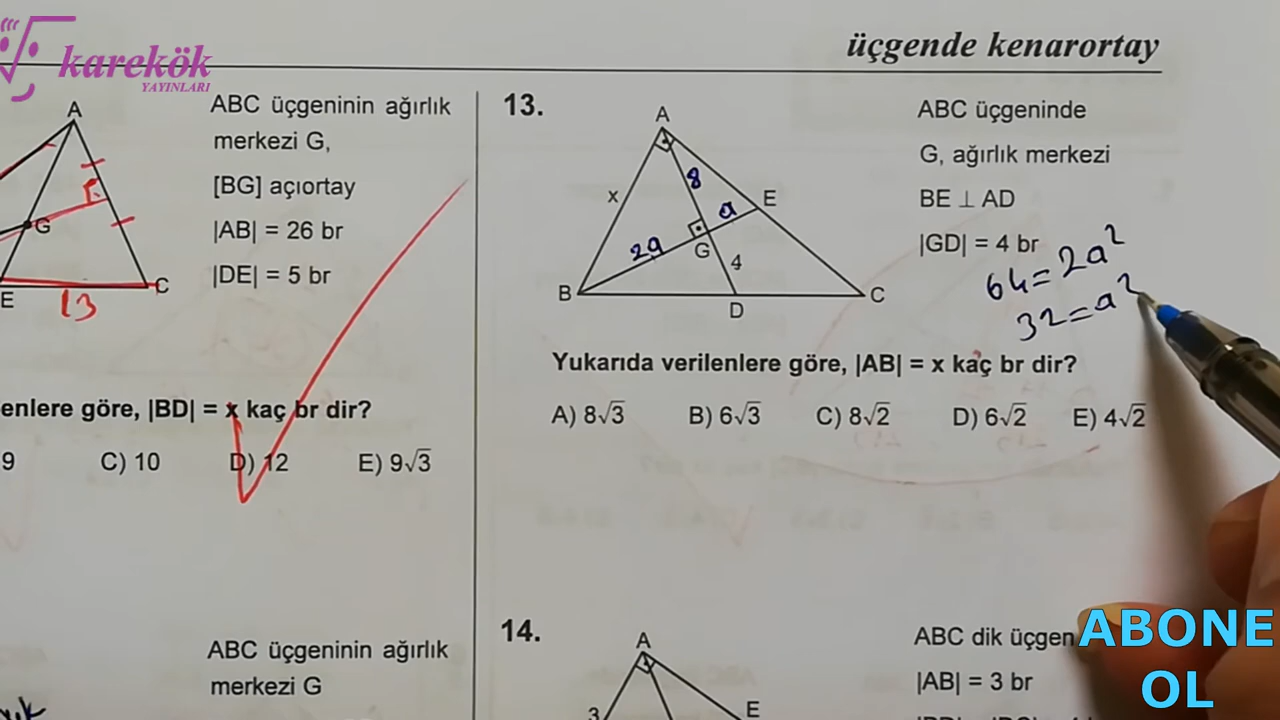 karekök
YAYINLARI
üçgende kenarortay
A
G
E
C
13
ABC üçgeninin ağırlık
merkezi G,
[BG] açıortay
|AB| = 26 br
|DE| = 5 br
enlere göre, |BD| = x kaç br dir?
9 C) 10 D) 12 E) 9√3
ABC üçgeninin ağırlık
merkezi G
13.
A
x
8
a
E
2a
G
4
B
D
C
ABC üçgeninde
G, ağırlık merkezi
BE ⊥ AD
|GD| = 4 br
64=2a²
32=a²
Yukarıda verilenlere göre, |AB| = x kaç br dir?
A) 8√3 B) 6√3 C) 8√2 D) 6√2 E) 4√2
14.
A
3
E
ABC dik üçgen
|AB| = 3 br
ABONE
OL